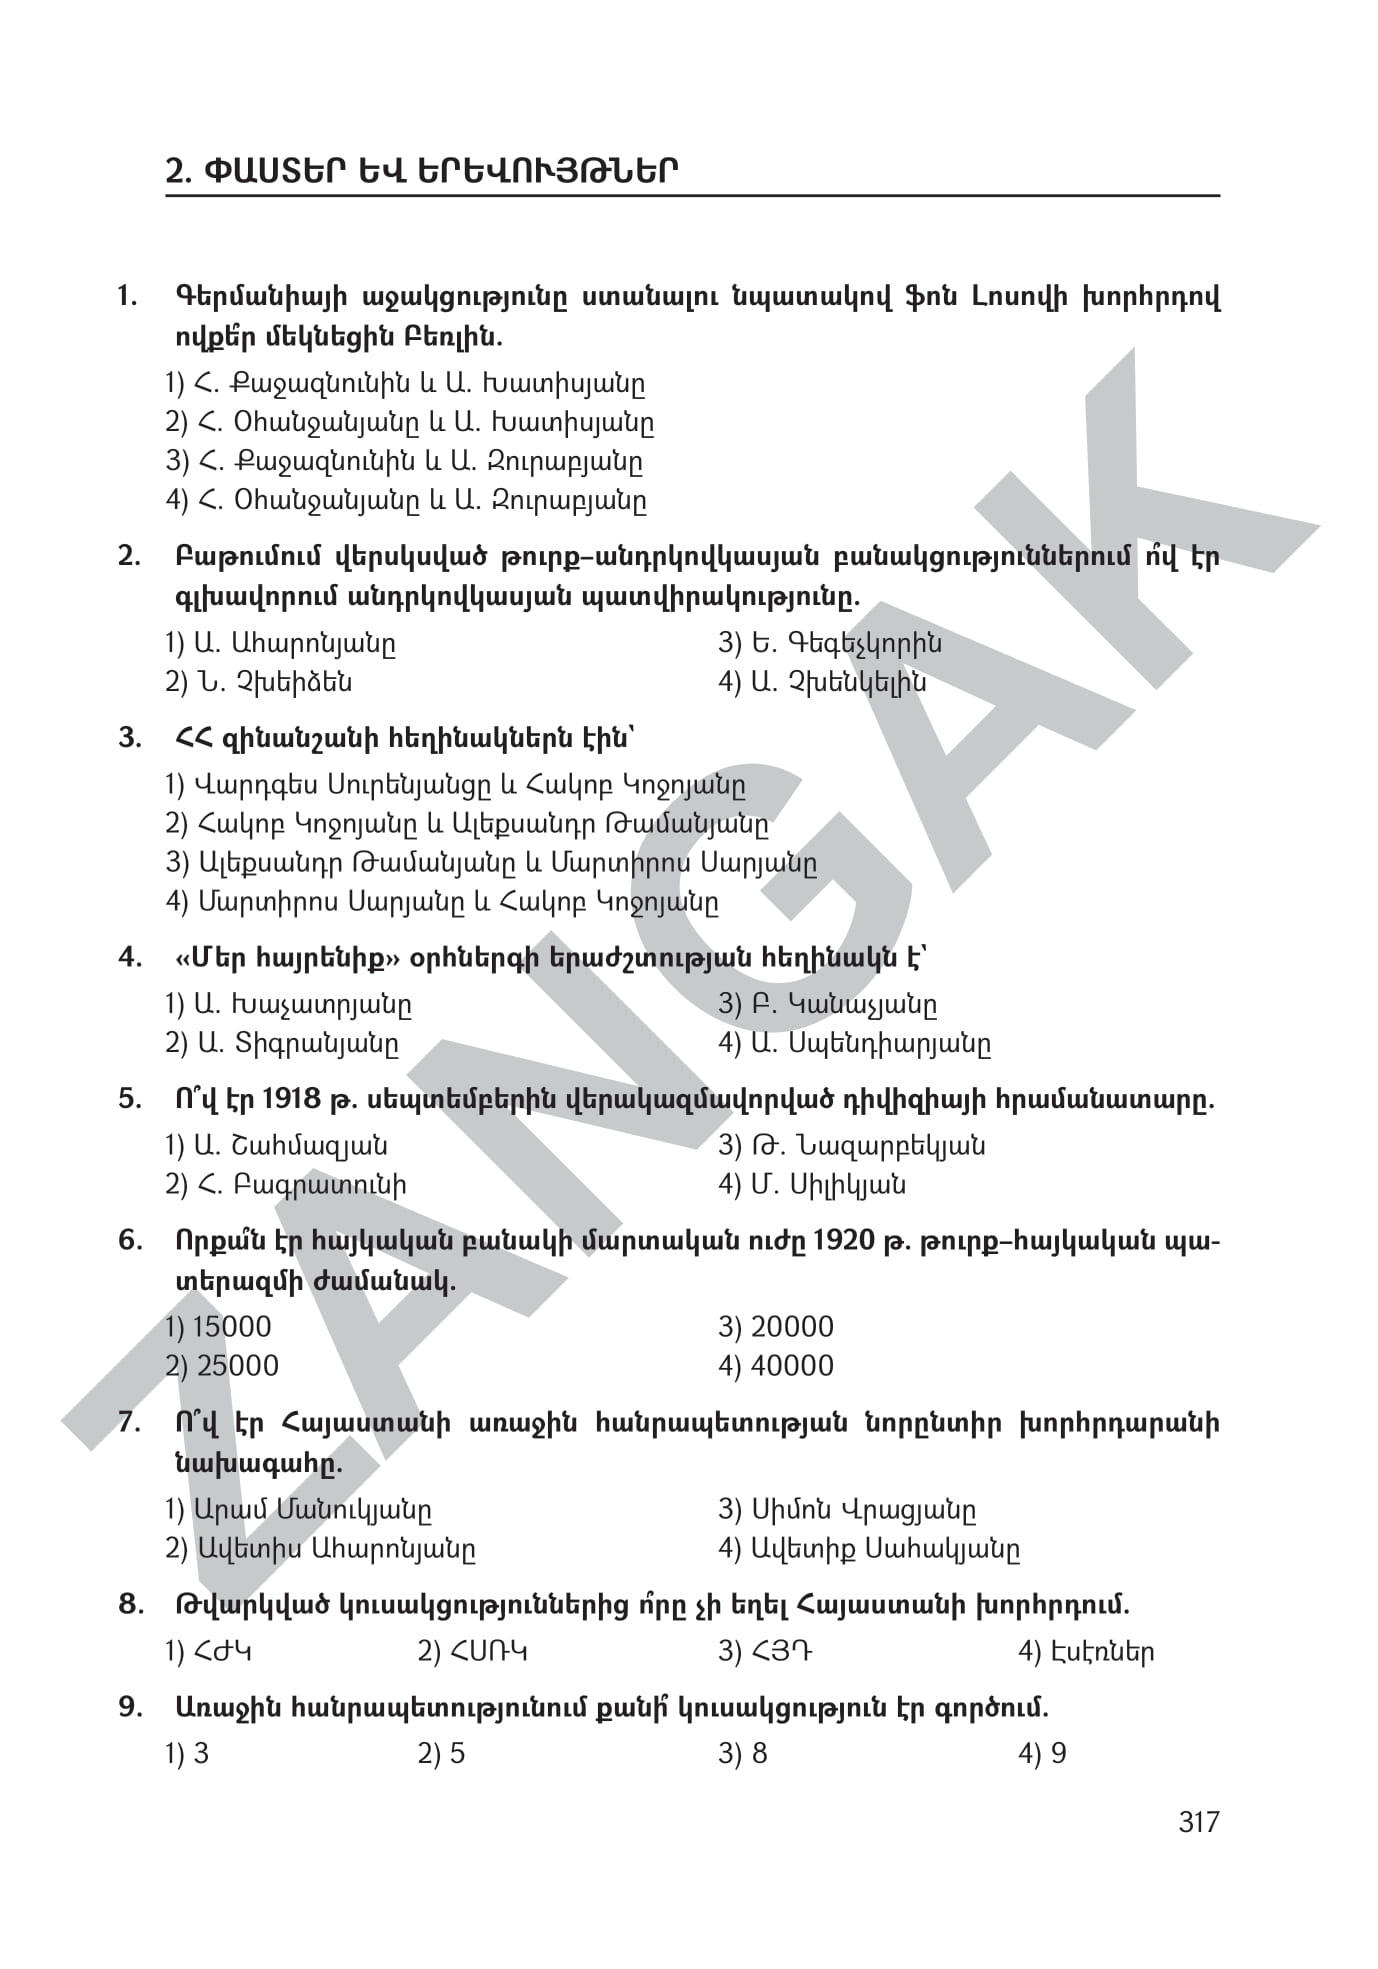 2. ՓԱՍՏԵՐ ԵՎ ԵՐԵՎՈՒՅԹՆԵՐ
1. Գերմանիայի աջակցությունը ստանալու նպատակով ֆոն Լոսովի խորհրդով
ովքե՞ր մեկնեցին Բեռլին.
1) Հ. Քաջազնունին և Ա. Խատիսյանը
2) Հ. Օհանջանյանը և Ա. Խատիսյանը
3) Հ. Քաջազնունին և Ա. Զուրաբյանը
4) Հ. Օհանջանյանը և Ա. Զուրաբյանը
2. Բաթումում վերսկսված թուրք–անդրկովկասյան բանակցություններում ո՞վ էր
գլխավորում անդրկովկասյան պատվիրակությունը.
1) Ա. Ահարոնյանը 3) Ե. Գեգեչկորին
2) Ն. Չխեիձեն 4) Ա. Չխենկելին
3. ՀՀ զինանշանի հեղինակներն էին՝
1) Վարդգես Սուրենյանցը և Հակոբ Կոջոյանը
2) Հակոբ Կոջոյանը և Ալեքսանդր Թամանյանը
3) Ալեքսանդր Թամանյանը և Մարտիրոս Սարյանը
4) Մարտիրոս Սարյանը և Հակոբ Կոջոյանը
4. «Մեր հայրենիք» օրհներգի երաժշտության հեղինակն է՝
1) Ա. Խաչատրյանը 3) Բ. Կանաչյանը
2) Ա. Տիգրանյանը 4) Ա. Սպենդիարյանը
5. Ո՞վ էր 1918 թ. սեպտեմբերին վերակազմավորված դիվիզիայի հրամանատարը.
1) Ա. Շահմազյան 3) Թ. Նազարբեկյան
2) Հ. Բագրատունի 4) Մ. Սիլիկյան
6. Որքա՞ն էր հայկական բանակի մարտական ուժը 1920 թ. թուրք–հայկական պա-
տերազմի ժամանակ.
1) 15000 3) 20000
2) 25000 4) 40000
7. Ո՞վ էր Հայաստանի առաջին հանրապետության նորընտիր խորհրդարանի
նախագահը.
1) Արամ Մանուկյանը 3) Սիմոն Վրացյանը
2) Ավետիս Ահարոնյանը 4) Ավետիք Սահակյանը
8. Թվարկված կուսակցություններից ո՞րը չի եղել Հայաստանի խորհրդում.
1) ՀԺԿ 2) ՀՍՌԿ 3) ՀՅԴ 4) Էսէռներ
9. Առաջին հանրապետությունում քանի՞ կուսակցություն էր գործում.
1) 3 2) 5 3) 8 4) 9
317
ZANGAK